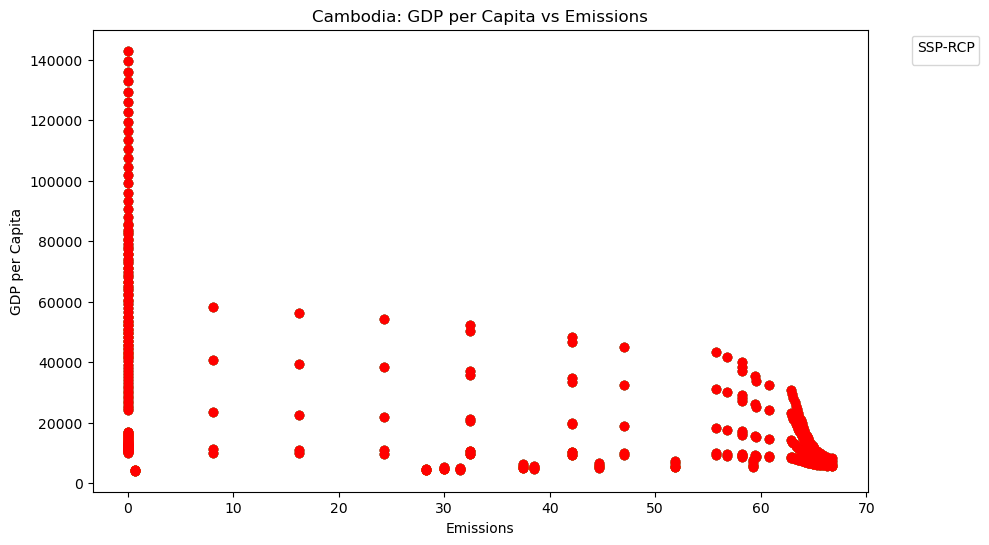 Cambodia: GDP per Capita vs Emissions
SSP-RCP
140000
120000
100000
80000
60000
40000
20000
0
GDP per Capita
0 10 20 30 40 50 60 70
Emissions